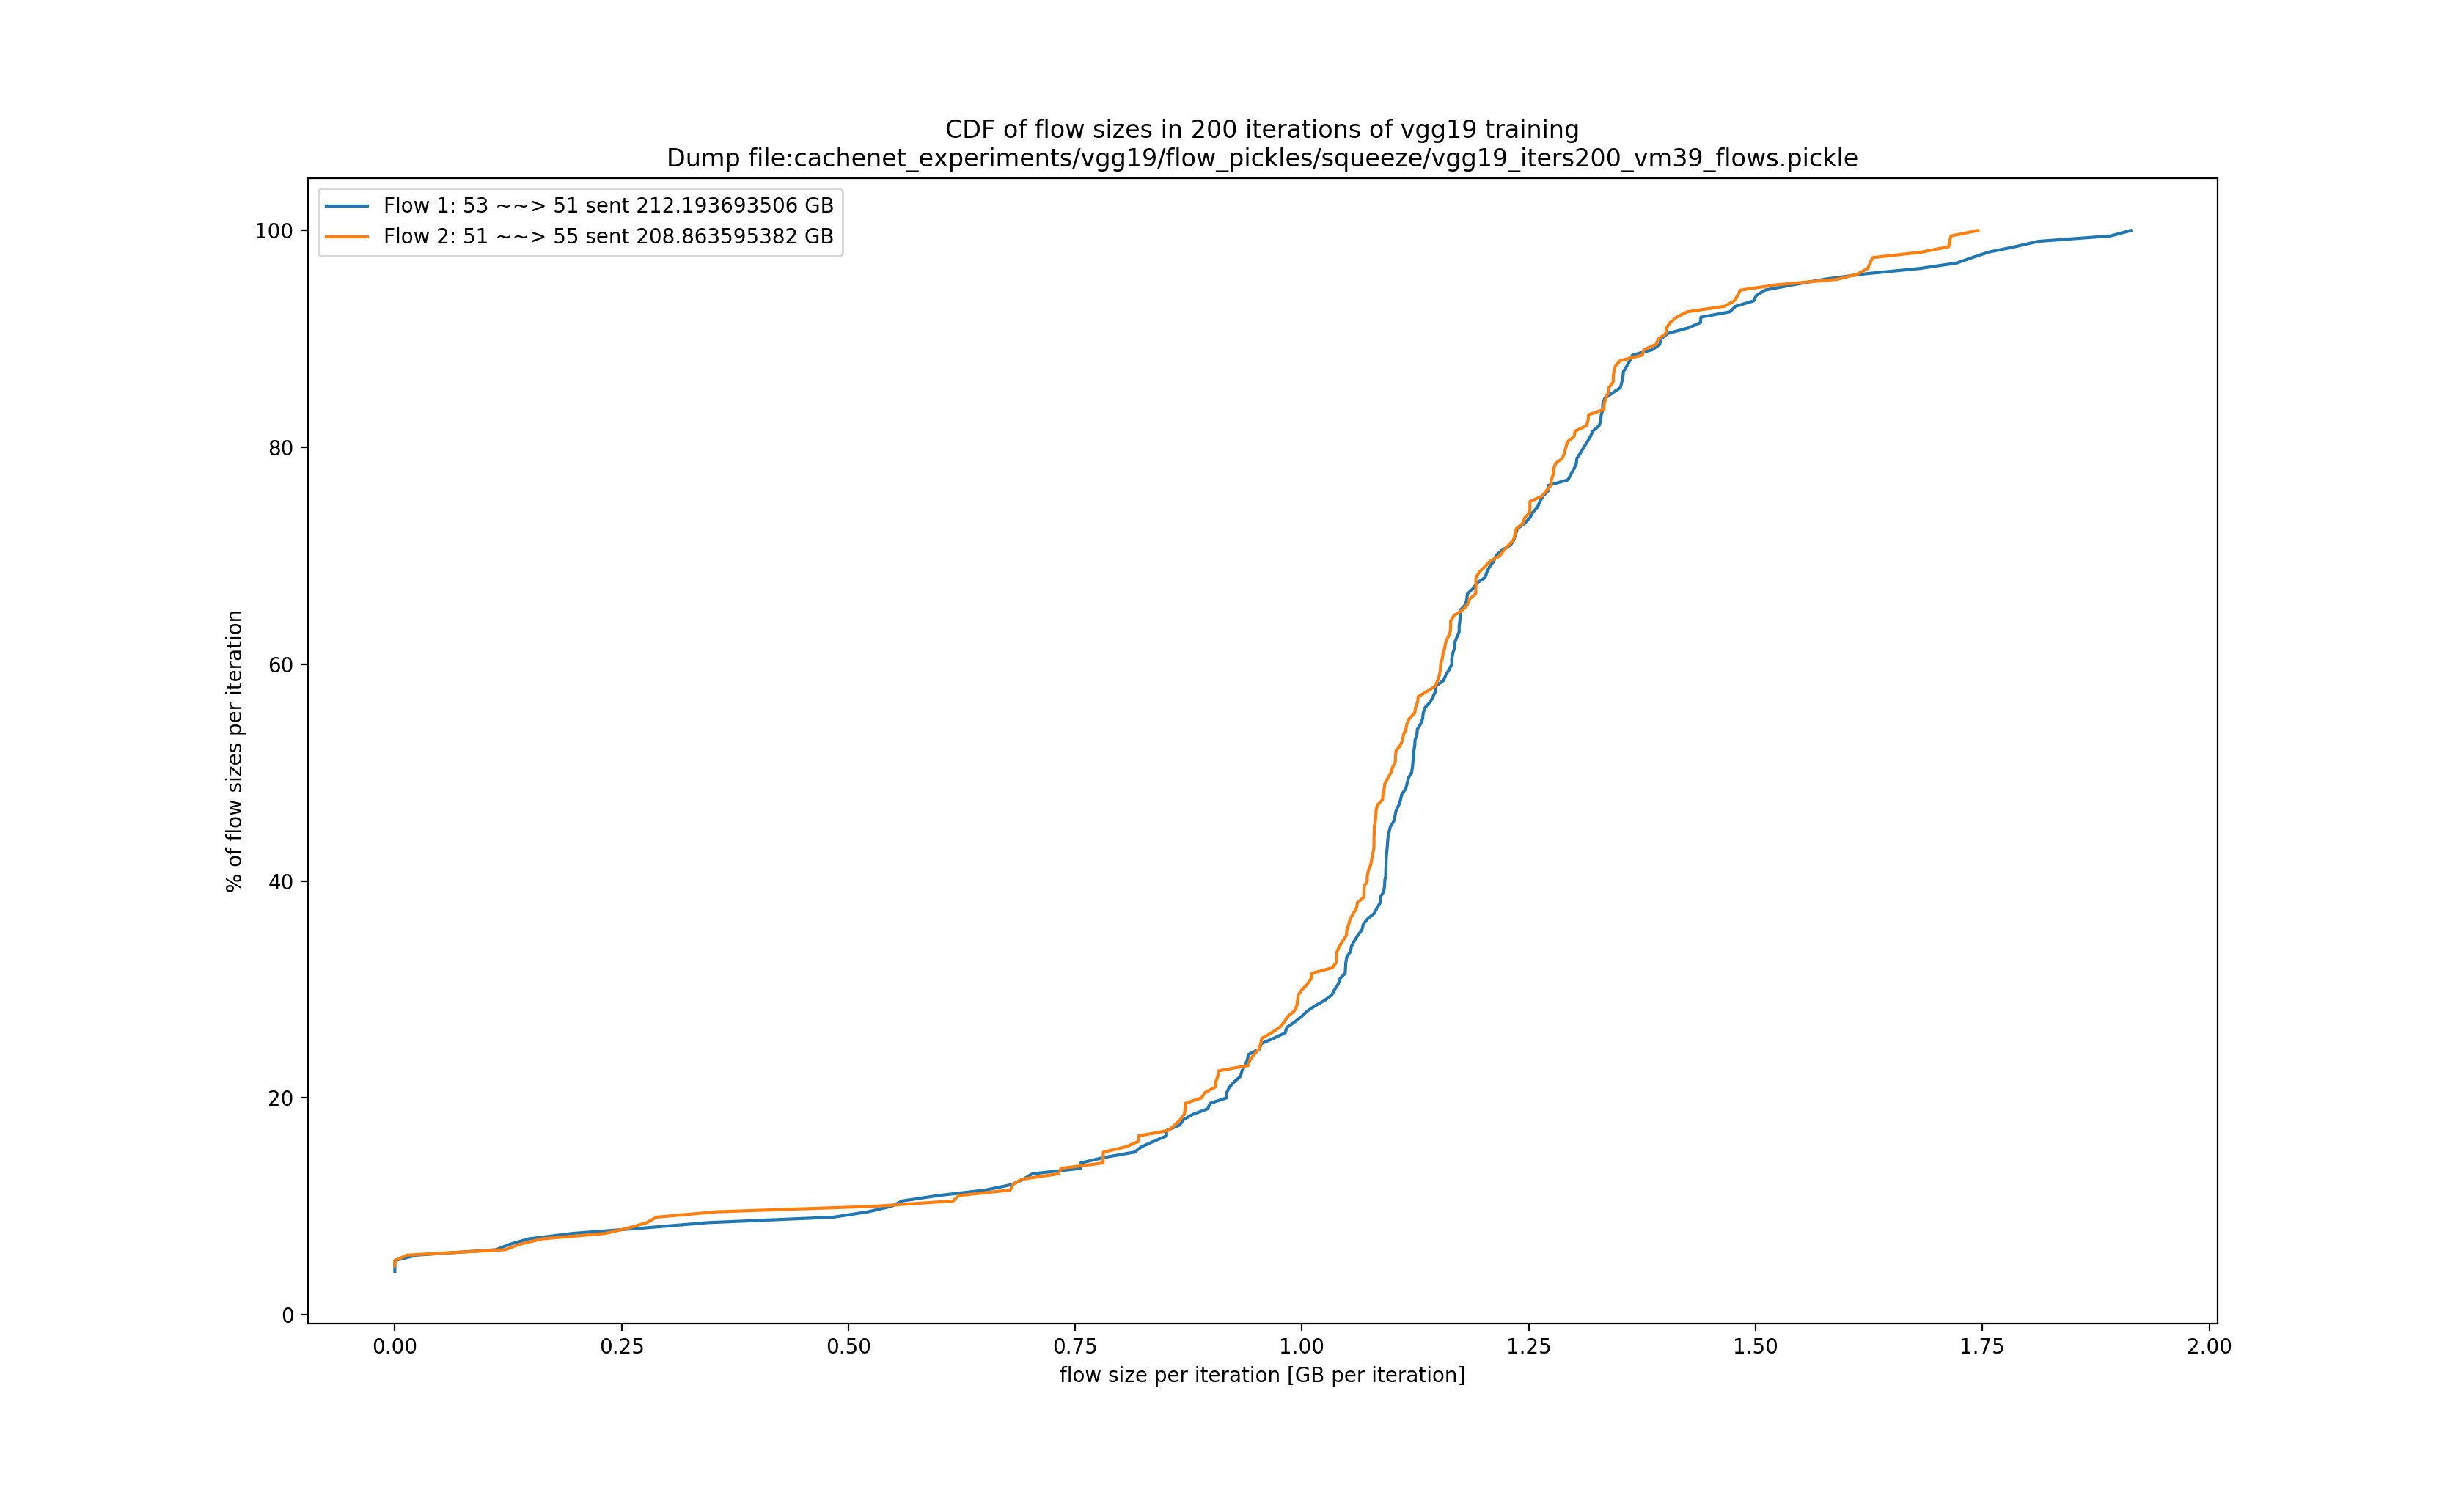 CDF of flow sizes in 200 iterations of vgg19 training
Dump file:cachenet_experiments/vgg19/flow_pickles/squeeze/vgg19_iters200_vm39_flows.pickle
Flow 1: 53 ~~> 51 sent 212.193693506 GB
Flow 2: 51 ~~> 55 sent 208.863595382 GB
% of flow sizes per iteration
100
80
60
40
20
0
0.00 0.25 0.50 0.75 1.00 1.25 1.50 1.75 2.00
flow size per iteration [GB per iteration]